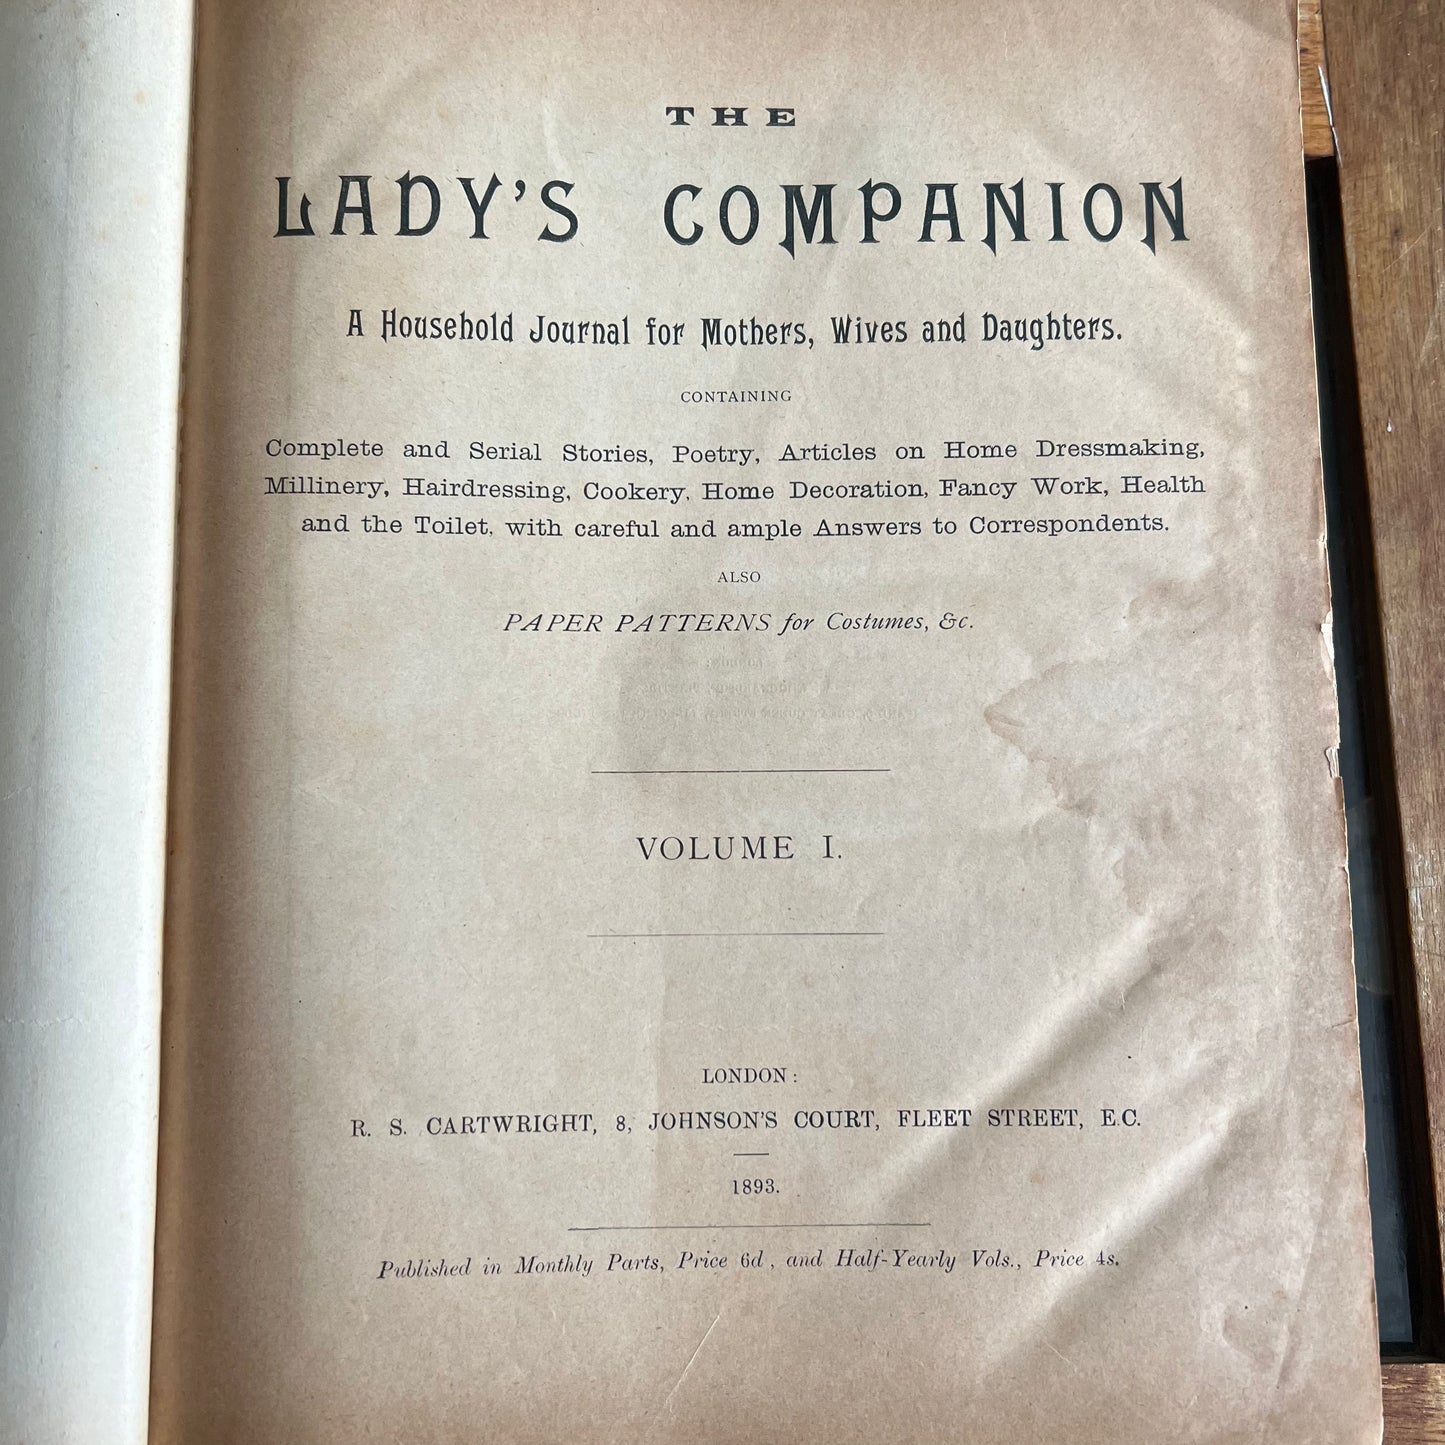 THE
LADY'S COMPANION
A Household Journal for Mothers, Wives and Daughters.
CONTAINING
Complete and Serial Stories, Poetry, Articles on Home Dressmaking,
Millinery, Hairdressing, Cookery, Home Decoration, Fancy Work, Health
and the Toilet, with careful and ample Answers to Correspondents.
ALSO
PAPER PATTERNS for Costumes, &c.
VOLUME I.
LONDON:
R. S. CARTWRIGHT, 8, JOHNSON'S COURT, FLEET STREET, E.C.
1893.
Published in Monthly Parts, Price 6d, and Half-Yearly Vols., Price 4s.